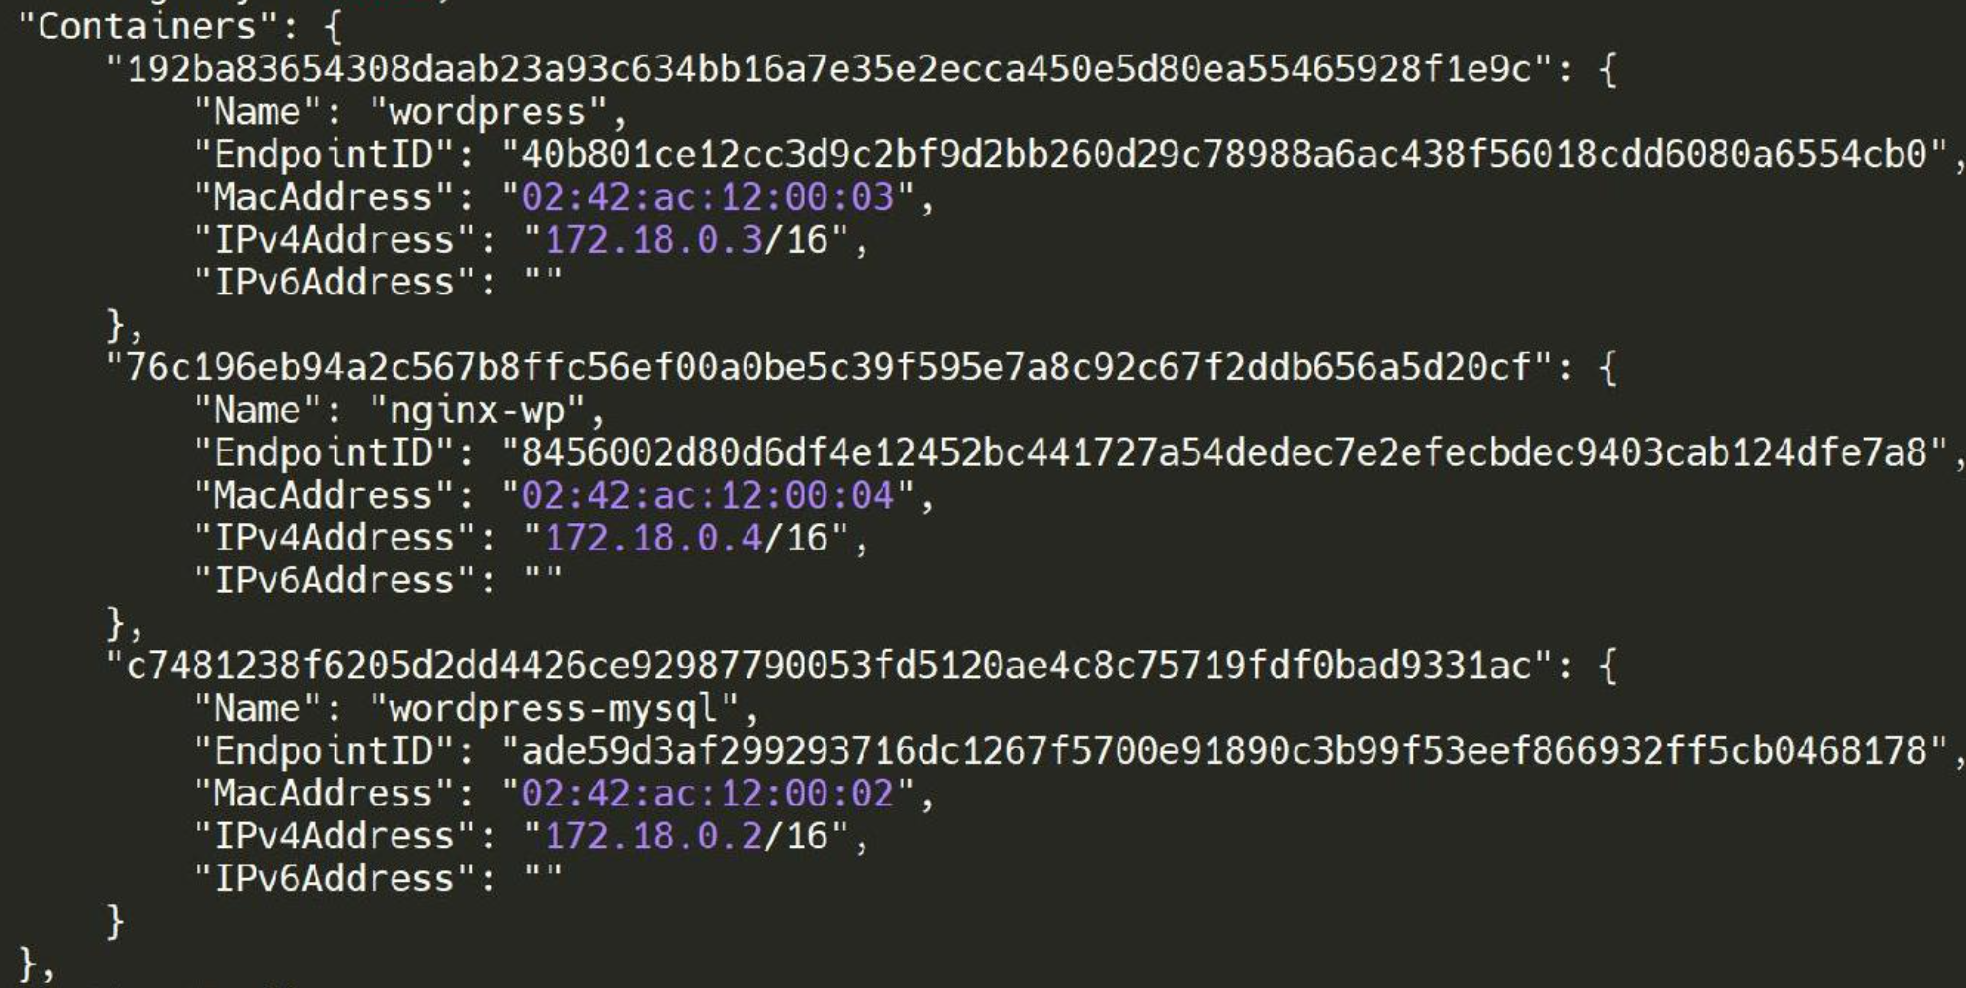 "Containers": {
"192ba83654308daab23a93c634bb16a7e35e2ecca450e5d80ea55465928f1e9c": {
"Name": "wordpress",
"EndpointID": "40b801ce12cc3d9c2bf9d2bb260d29c78988a6ac438f56018cdd6080a6554cb0",
"MacAddress": "02:42:ac:12:00:03",
"IPv4Address": "172.18.0.3/16",
"IPv6Address": ""
},
"76c196eb94a2c567b8ffc56ef00a0be5c39f595e7a8c92c67f2ddb656a5d20cf": {
"Name": "nginx-wp",
"EndpointID": "8456002d80d6df4e12452bc441727a54dedec7e2efecbdec9403cab124dfe7a8",
"MacAddress": "02:42:ac:12:00:04",
"IPv4Address": "172.18.0.4/16",
"IPv6Address": ""
},
"c7481238f6205d2dd4426ce92987790053fd5120ae4c8c75719fdf0bad9331ac": {
"Name": "wordpress-mysql",
"EndpointID": "ade59d3af299293716dc1267f5700e91890c3b99f53eef866932ff5cb0468178",
"MacAddress": "02:42:ac:12:00:02",
"IPv4Address": "172.18.0.2/16",
"IPv6Address": ""
}
},